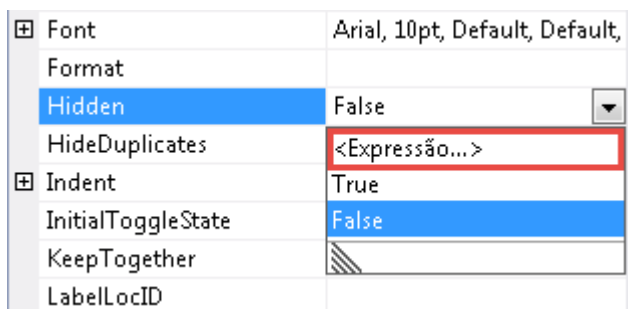 Font Arial, 10pt, Default, Default,
Format
Hidden False
HideDuplicates <Expressão...>
Indent True
InitialToggleState False
KeepTogether
LabelLocID